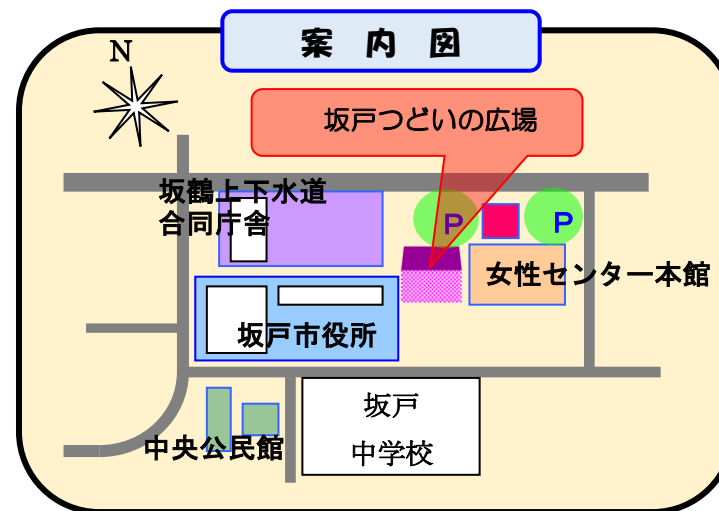 案内図
N
坂戸つどいの広場
坂鶴上下水道
合同庁舎
P
P
女性センター本館
坂戸市役所
坂戸
中学校
中央公民館